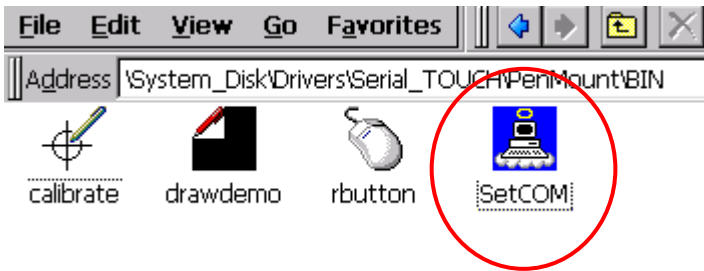 File Edit View Go Favorites
Address \System_Disk\Drivers\Serial_TOUCH\PenMount\BIN
calibrate drawdemo rbutton SetCOM